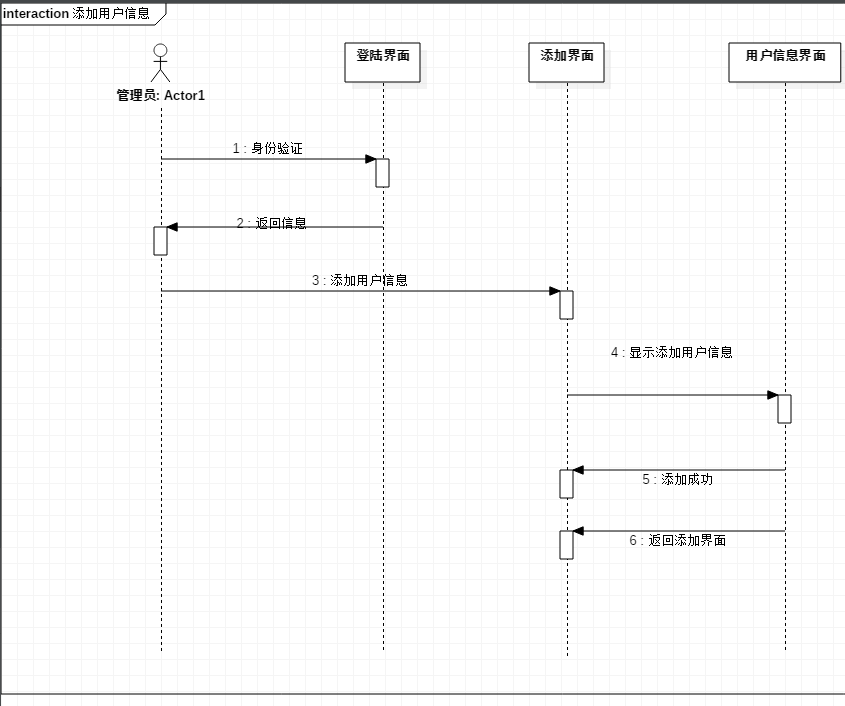 interaction 添加用户信息
登陆界面
添加界面
用户信息界面
管理员: Actor1
1 : 身份验证
2 : 返回信息
3 : 添加用户信息
4 : 显示添加用户信息
5 : 添加成功
6 : 返回添加界面